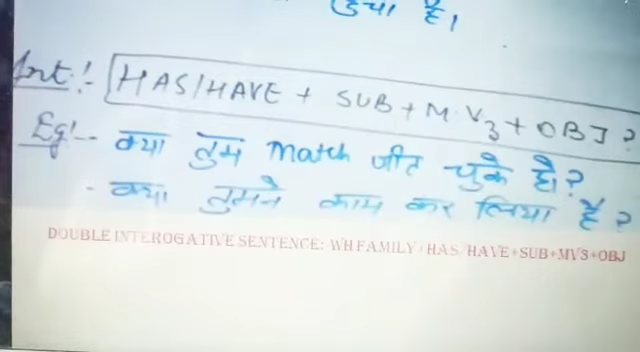 है।
Int:- HAS/HAVE + SUB + M.V3 + OBJ ?
Eg:- क्या तुम match जीत चुके हो?
- क्या तुमने काम कर लिया है ?
DOUBLE INTEROGATIVE SENTENCE: WH FAMILY+HAS/HAVE+SUB+MV3+OBJ